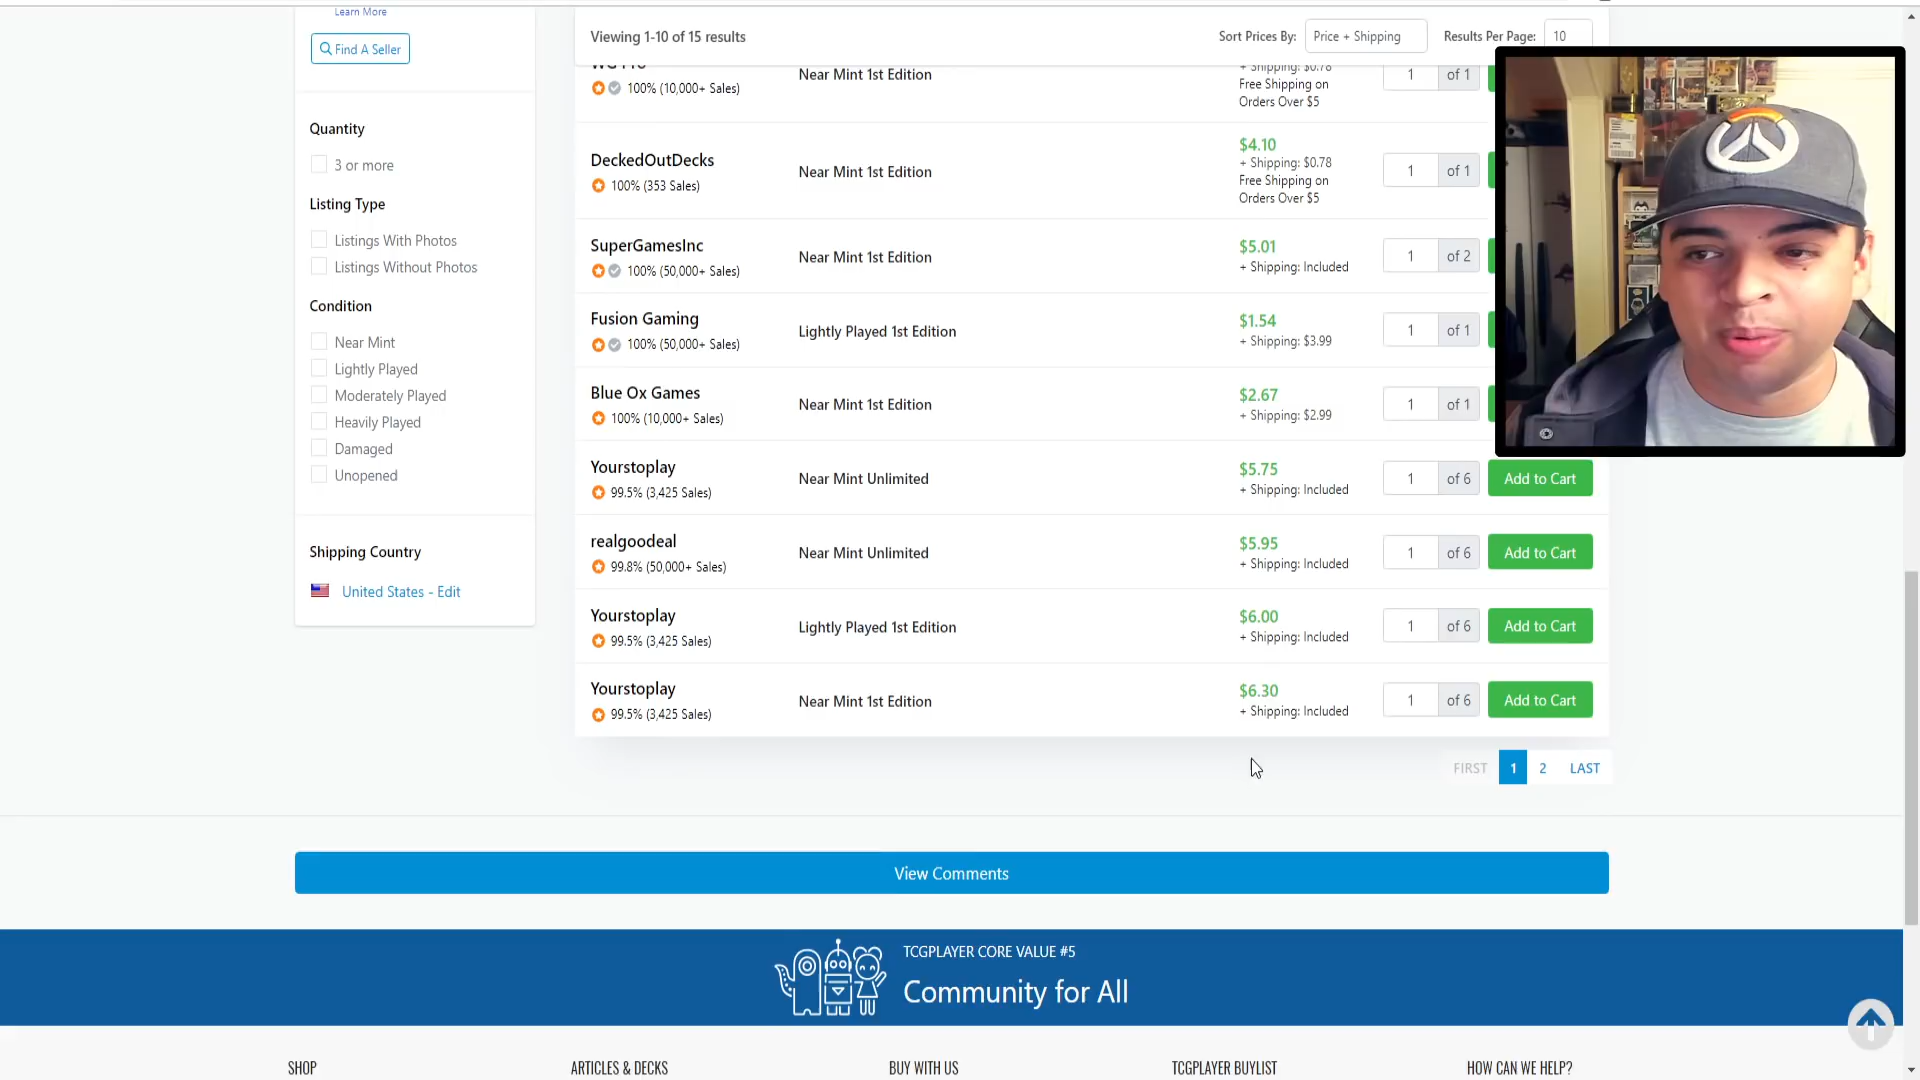 Learn More
Find A Seller
Quantity
3 or more
Listing Type
Listings With Photos
Listings Without Photos
Condition
Near Mint
Lightly Played
Moderately Played
Heavily Played
Damaged
Unopened
Shipping Country
United States - Edit
Viewing 1-10 of 15 results
Sort Prices By: Price + Shipping Results Per Page: 10
100% (10,000+ Sales)
Near Mint 1st Edition
+ Shipping: $0.78
Free Shipping on
Orders Over $5
1 of 1
DeckedOutDecks
100% (353 Sales)
Near Mint 1st Edition
$4.10
+ Shipping: $0.78
Free Shipping on
Orders Over $5
1 of 1
SuperGamesInc
100% (50,000+ Sales)
Near Mint 1st Edition
$5.01
+ Shipping: Included
1 of 2
Fusion Gaming
100% (50,000+ Sales)
Lightly Played 1st Edition
$1.54
+ Shipping: $3.99
1 of 1
Blue Ox Games
100% (10,000+ Sales)
Near Mint 1st Edition
$2.67
+ Shipping: $2.99
1 of 1
Yourstoplay
99.5% (3,425 Sales)
Near Mint Unlimited
$5.75
+ Shipping: Included
1 of 6
Add to Cart
realgoodeal
99.8% (50,000+ Sales)
Near Mint Unlimited
$5.95
+ Shipping: Included
1 of 6
Add to Cart
Yourstoplay
99.5% (3,425 Sales)
Lightly Played 1st Edition
$6.00
+ Shipping: Included
1 of 6
Add to Cart
Yourstoplay
99.5% (3,425 Sales)
Near Mint 1st Edition
$6.30
+ Shipping: Included
1 of 6
Add to Cart
FIRST 1 2 LAST
View Comments
TCGPLAYER CORE VALUE #5
Community for All
SHOP
ARTICLES & DECKS
BUY WITH US
TCGPLAYER BUYLIST
HOW CAN WE HELP?